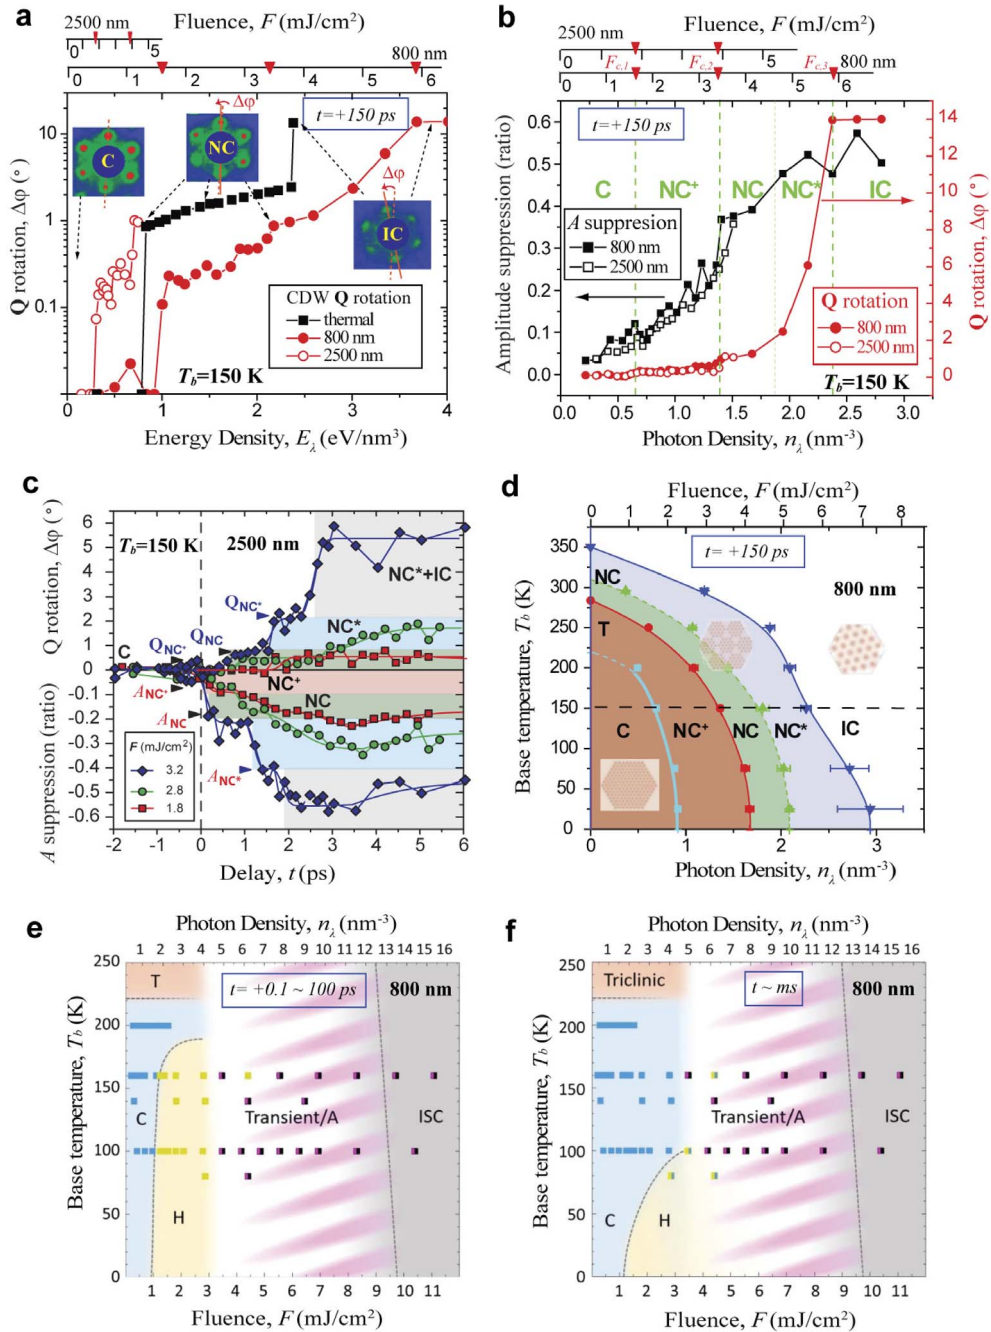 a
Fluence, F (mJ/cm²)
2500 nm
0 5
800 nm
0 1 2 3 4 5 6
t=+150 ps
Δφ
C
NC
Δφ
IC
10
1
0.1
Q rotation, Δφ (°)
CDW Q rotation
thermal
800 nm
2500 nm
T_b=150 K
0 1 2 3 4
Energy Density, E_λ (eV/nm³)
b
Fluence, F (mJ/cm²)
2500 nm
0 1 2 3 4 5
F_c,1 F_c,2 F_c,3 800 nm
0 1 2 3 4 5 6
t=+150 ps
C NC⁺ NC NC* IC
A suppresion
800 nm
2500 nm
Q rotation
800 nm
2500 nm
T_b=150 K
0.6
0.5
0.4
0.3
0.2
0.1
0.0
Amplitude suppression (ratio)
14
12
10
8
6
4
2
0
Q rotation, Δφ (°)
0.0 0.5 1.0 1.5 2.0 2.5 3.0
Photon Density, n_λ (nm⁻³)
c
Q rotation, Δφ (°)
A suppression (ratio)
6
5
4
3
2
1
0
-0.1
-0.2
-0.3
-0.4
-0.5
-0.6
T_b=150 K 2500 nm
NC*+IC
Q_NC*
NC*
Q_NC
Q_NC⁺
C
NC⁺
A_NC⁺
NC
A_NC
A_NC*
F (mJ/cm²)
3.2
2.8
1.8
-2 -1 0 1 2 3 4 5 6
Delay, t (ps)
d
Fluence, F (mJ/cm²)
0 1 2 3 4 5 6 7 8
t= +150 ps
800 nm
350
300
250
200
150
100
50
0
Base temperature, T_b (K)
NC
T
C NC⁺ NC NC* IC
0 1 2 3
Photon Density, n_λ (nm⁻³)
e
Photon Density, n_λ (nm⁻³)
1 2 3 4 5 6 7 8 9 10 11 12 13 14 15 16
250
200
150
100
50
0
Base temperature, T_b (K)
T
t= +0.1 ~ 100 ps
800 nm
C
Transient/A
ISC
H
1 2 3 4 5 6 7 8 9 10 11
Fluence, F (mJ/cm²)
f
Photon Density, n_λ (nm⁻³)
1 2 3 4 5 6 7 8 9 10 11 12 13 14 15 16
250
200
150
100
50
0
Base temperature, T_b (K)
Triclinic
t ~ ms
800 nm
Transient/A
ISC
C
H
1 2 3 4 5 6 7 8 9 10 11
Fluence, F (mJ/cm²)